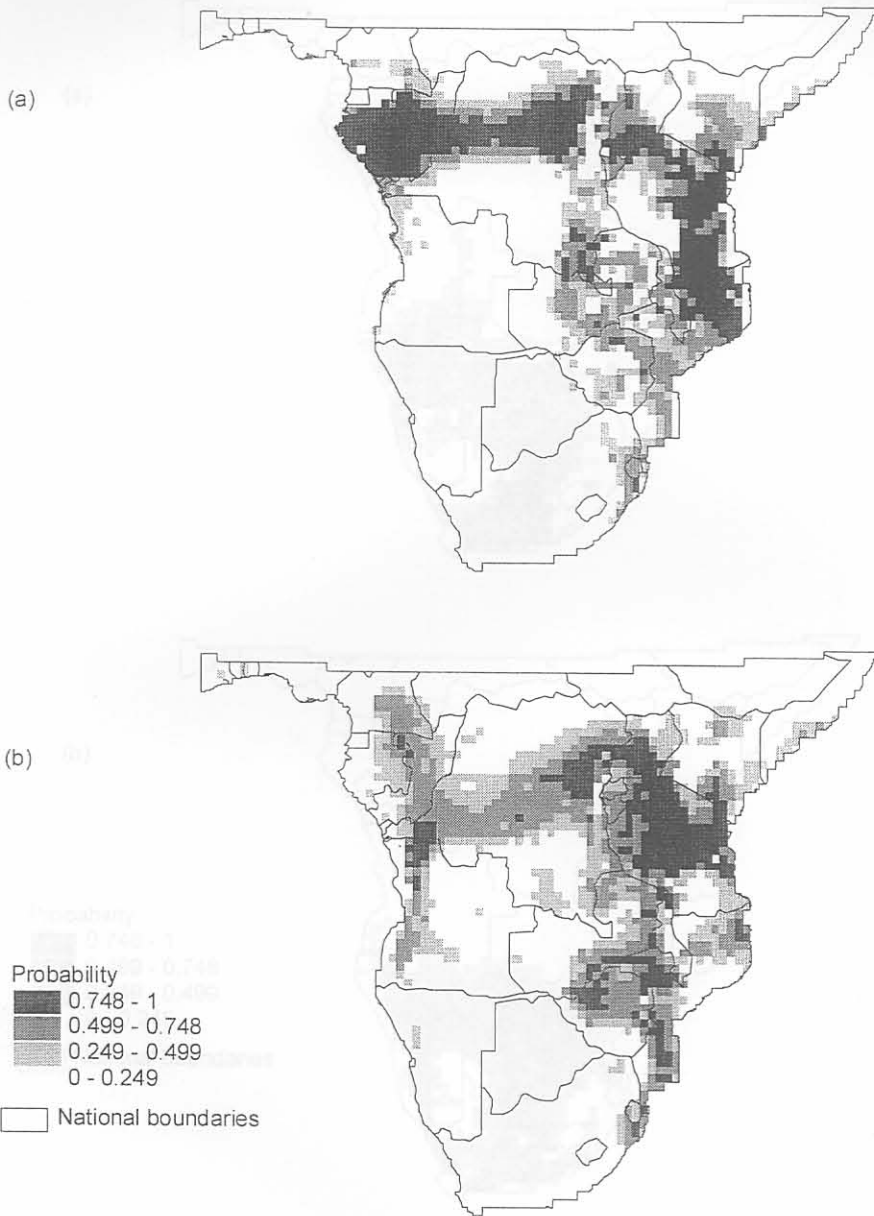 (a)
(b)
Probability
0.748 - 1
0.499 - 0.748
0.249 - 0.499
0 - 0.249
National boundaries